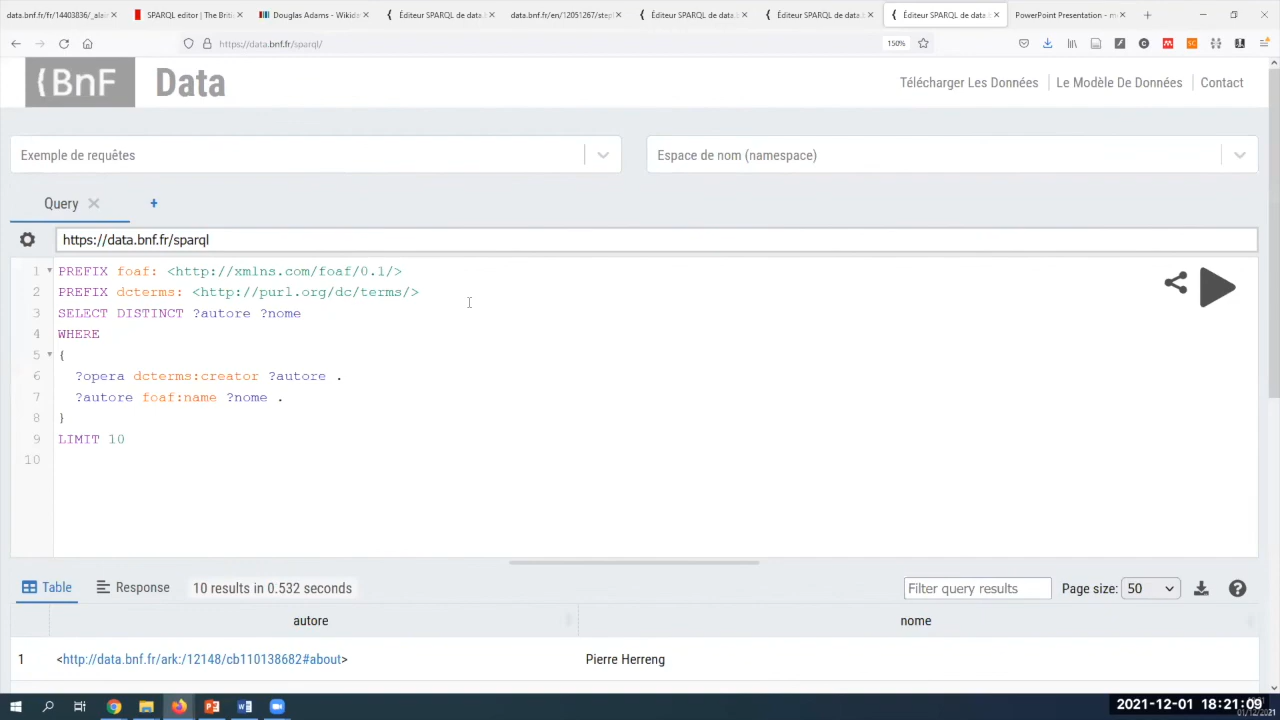 data.bnf.fr/fr/14403836/_alain
SPARQL editor | The Briti
Douglas Adams - Wikida
Éditeur SPARQL de data.b
data.bnf.fr/en/12051267/step
Éditeur SPARQL de data.b
Éditeur SPARQL de data.b
Éditeur SPARQL de data.b
PowerPoint Presentation - m
https://data.bnf.fr/sparql/
150%
{BnF Data
Télécharger Les Données
Le Modèle De Données
Contact
Exemple de requêtes
Espace de nom (namespace)
Query
+
https://data.bnf.fr/sparql
1 PREFIX foaf: <http://xmlns.com/foaf/0.1/>
2 PREFIX dcterms: <http://purl.org/dc/terms/>
3 SELECT DISTINCT ?autore ?nome
4 WHERE
5 {
6 ?opera dcterms:creator ?autore .
7 ?autore foaf:name ?nome .
8 }
9 LIMIT 10
10
Table
Response
10 results in 0.532 seconds
Filter query results
Page size: 50
autore
nome
1 <http://data.bnf.fr/ark:/12148/cb110138682#about> Pierre Herreng
2021-12-01 18:21:09
01/12/2021